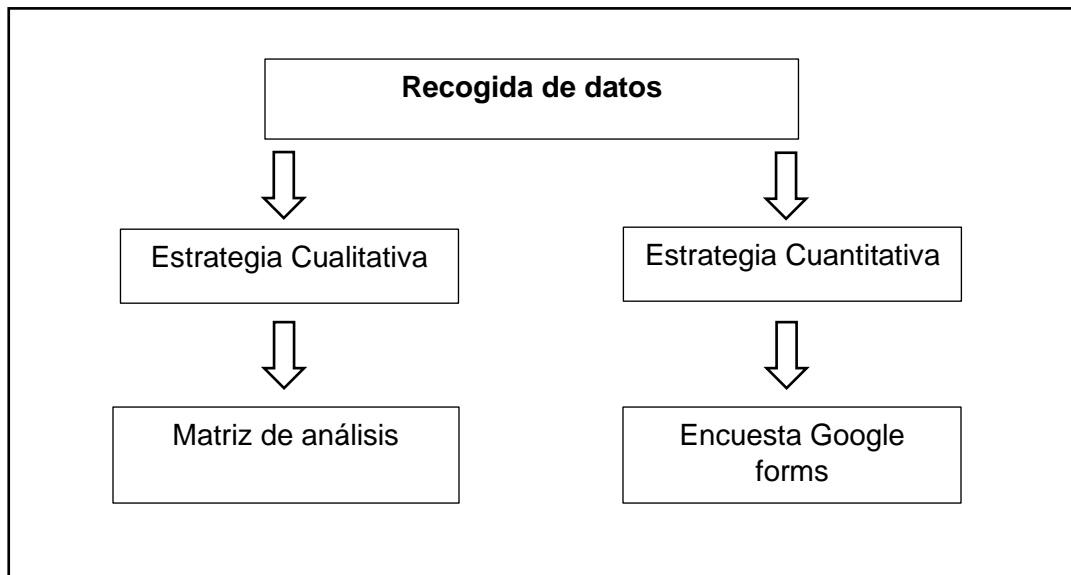 Recogida de datos
Estrategia Cualitativa
Estrategia Cuantitativa
Matriz de análisis
Encuesta Google
forms